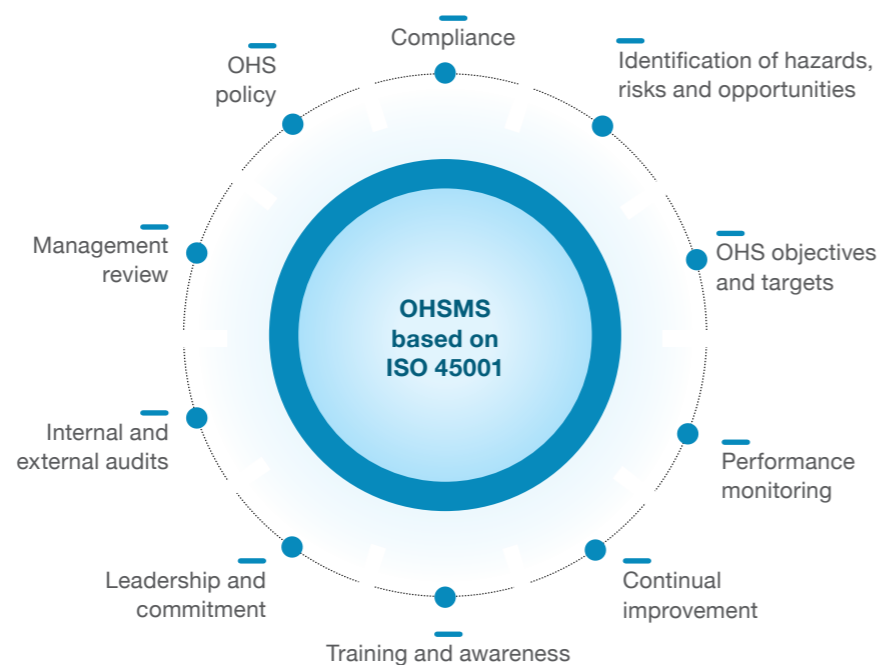 Compliance
Identification of hazards,
risks and opportunities
OHS objectives
and targets
Performance
monitoring
Continual
improvement
Training and awareness
Leadership and
commitment
Internal and
external audits
Management
review
OHS
policy
OHSMS
based on
ISO 45001